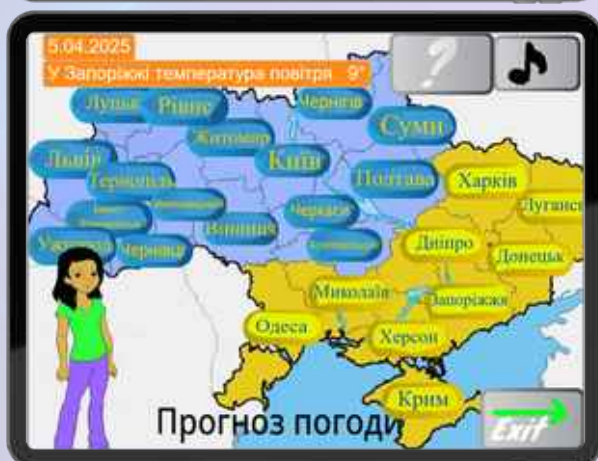 5.04.2025
У Запоріжжі температура повітря 9°
?
Луцьк
Рівне
Чернігів
Суми
Житомир
Київ
Львів
Тернопіль
Полтава
Харків
Луганськ
Хмельницький
Черкаси
Вінниця
Ужгород
Чернівці
Дніпро
Донецьк
Миколаїв
Запоріжжя
Одеса
Херсон
Крим
Прогноз погоди
Exit